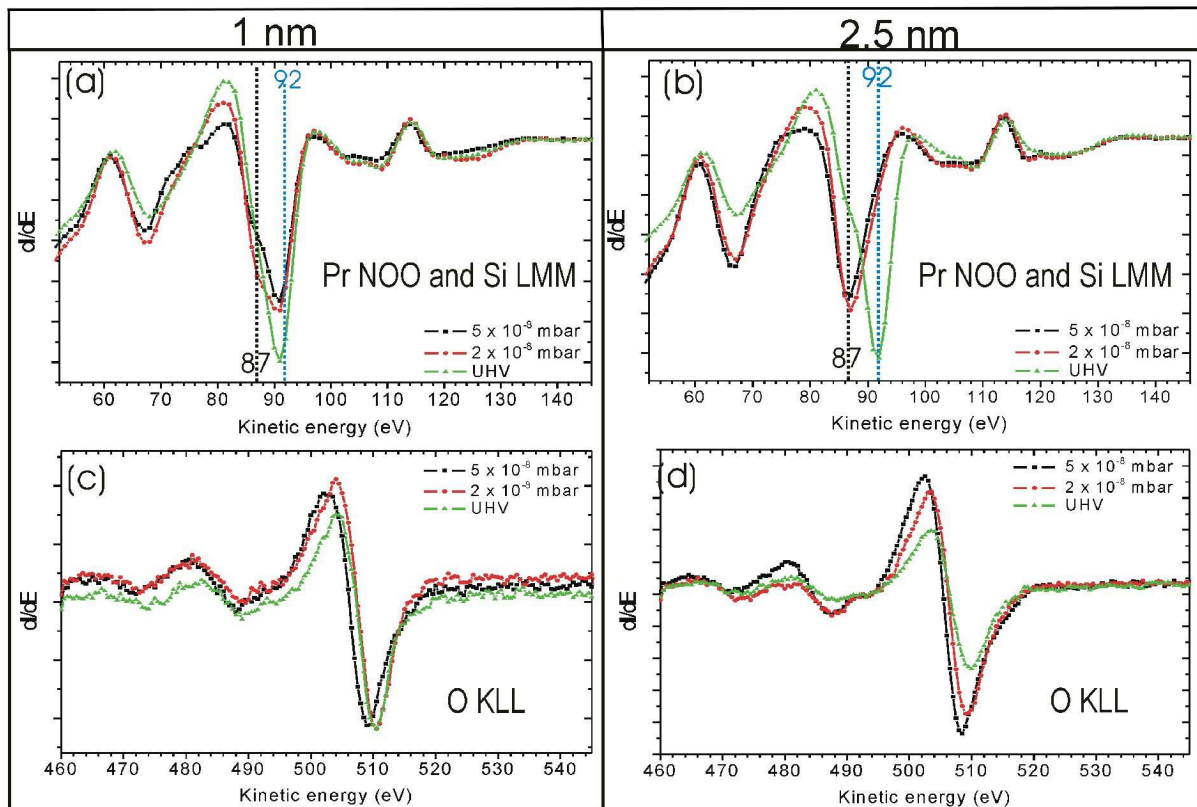 1 nm
2.5 nm
(a)
92
dI/dE
Pr NOO and Si LMM
5 x 10⁻⁸ mbar
2 x 10⁻⁸ mbar
UHV
87
60 70 80 90 100 110 120 130 140
Kinetic energy (eV)
(b)
92
dI/dE
Pr NOO and Si LMM
5 x 10⁻⁸ mbar
2 x 10⁻⁸ mbar
UHV
87
60 70 80 90 100 110 120 130 140
Kinetic energy (eV)
(c)
5 x 10⁻⁸ mbar
2 x 10⁻⁸ mbar
UHV
dI/dE
O KLL
460 470 480 490 500 510 520 530 540
Kinetic energy (eV)
(d)
5 x 10⁻⁸ mbar
2 x 10⁻⁸ mbar
UHV
dI/dE
O KLL
460 470 480 490 500 510 520 530 540
Kinetic energy (eV)